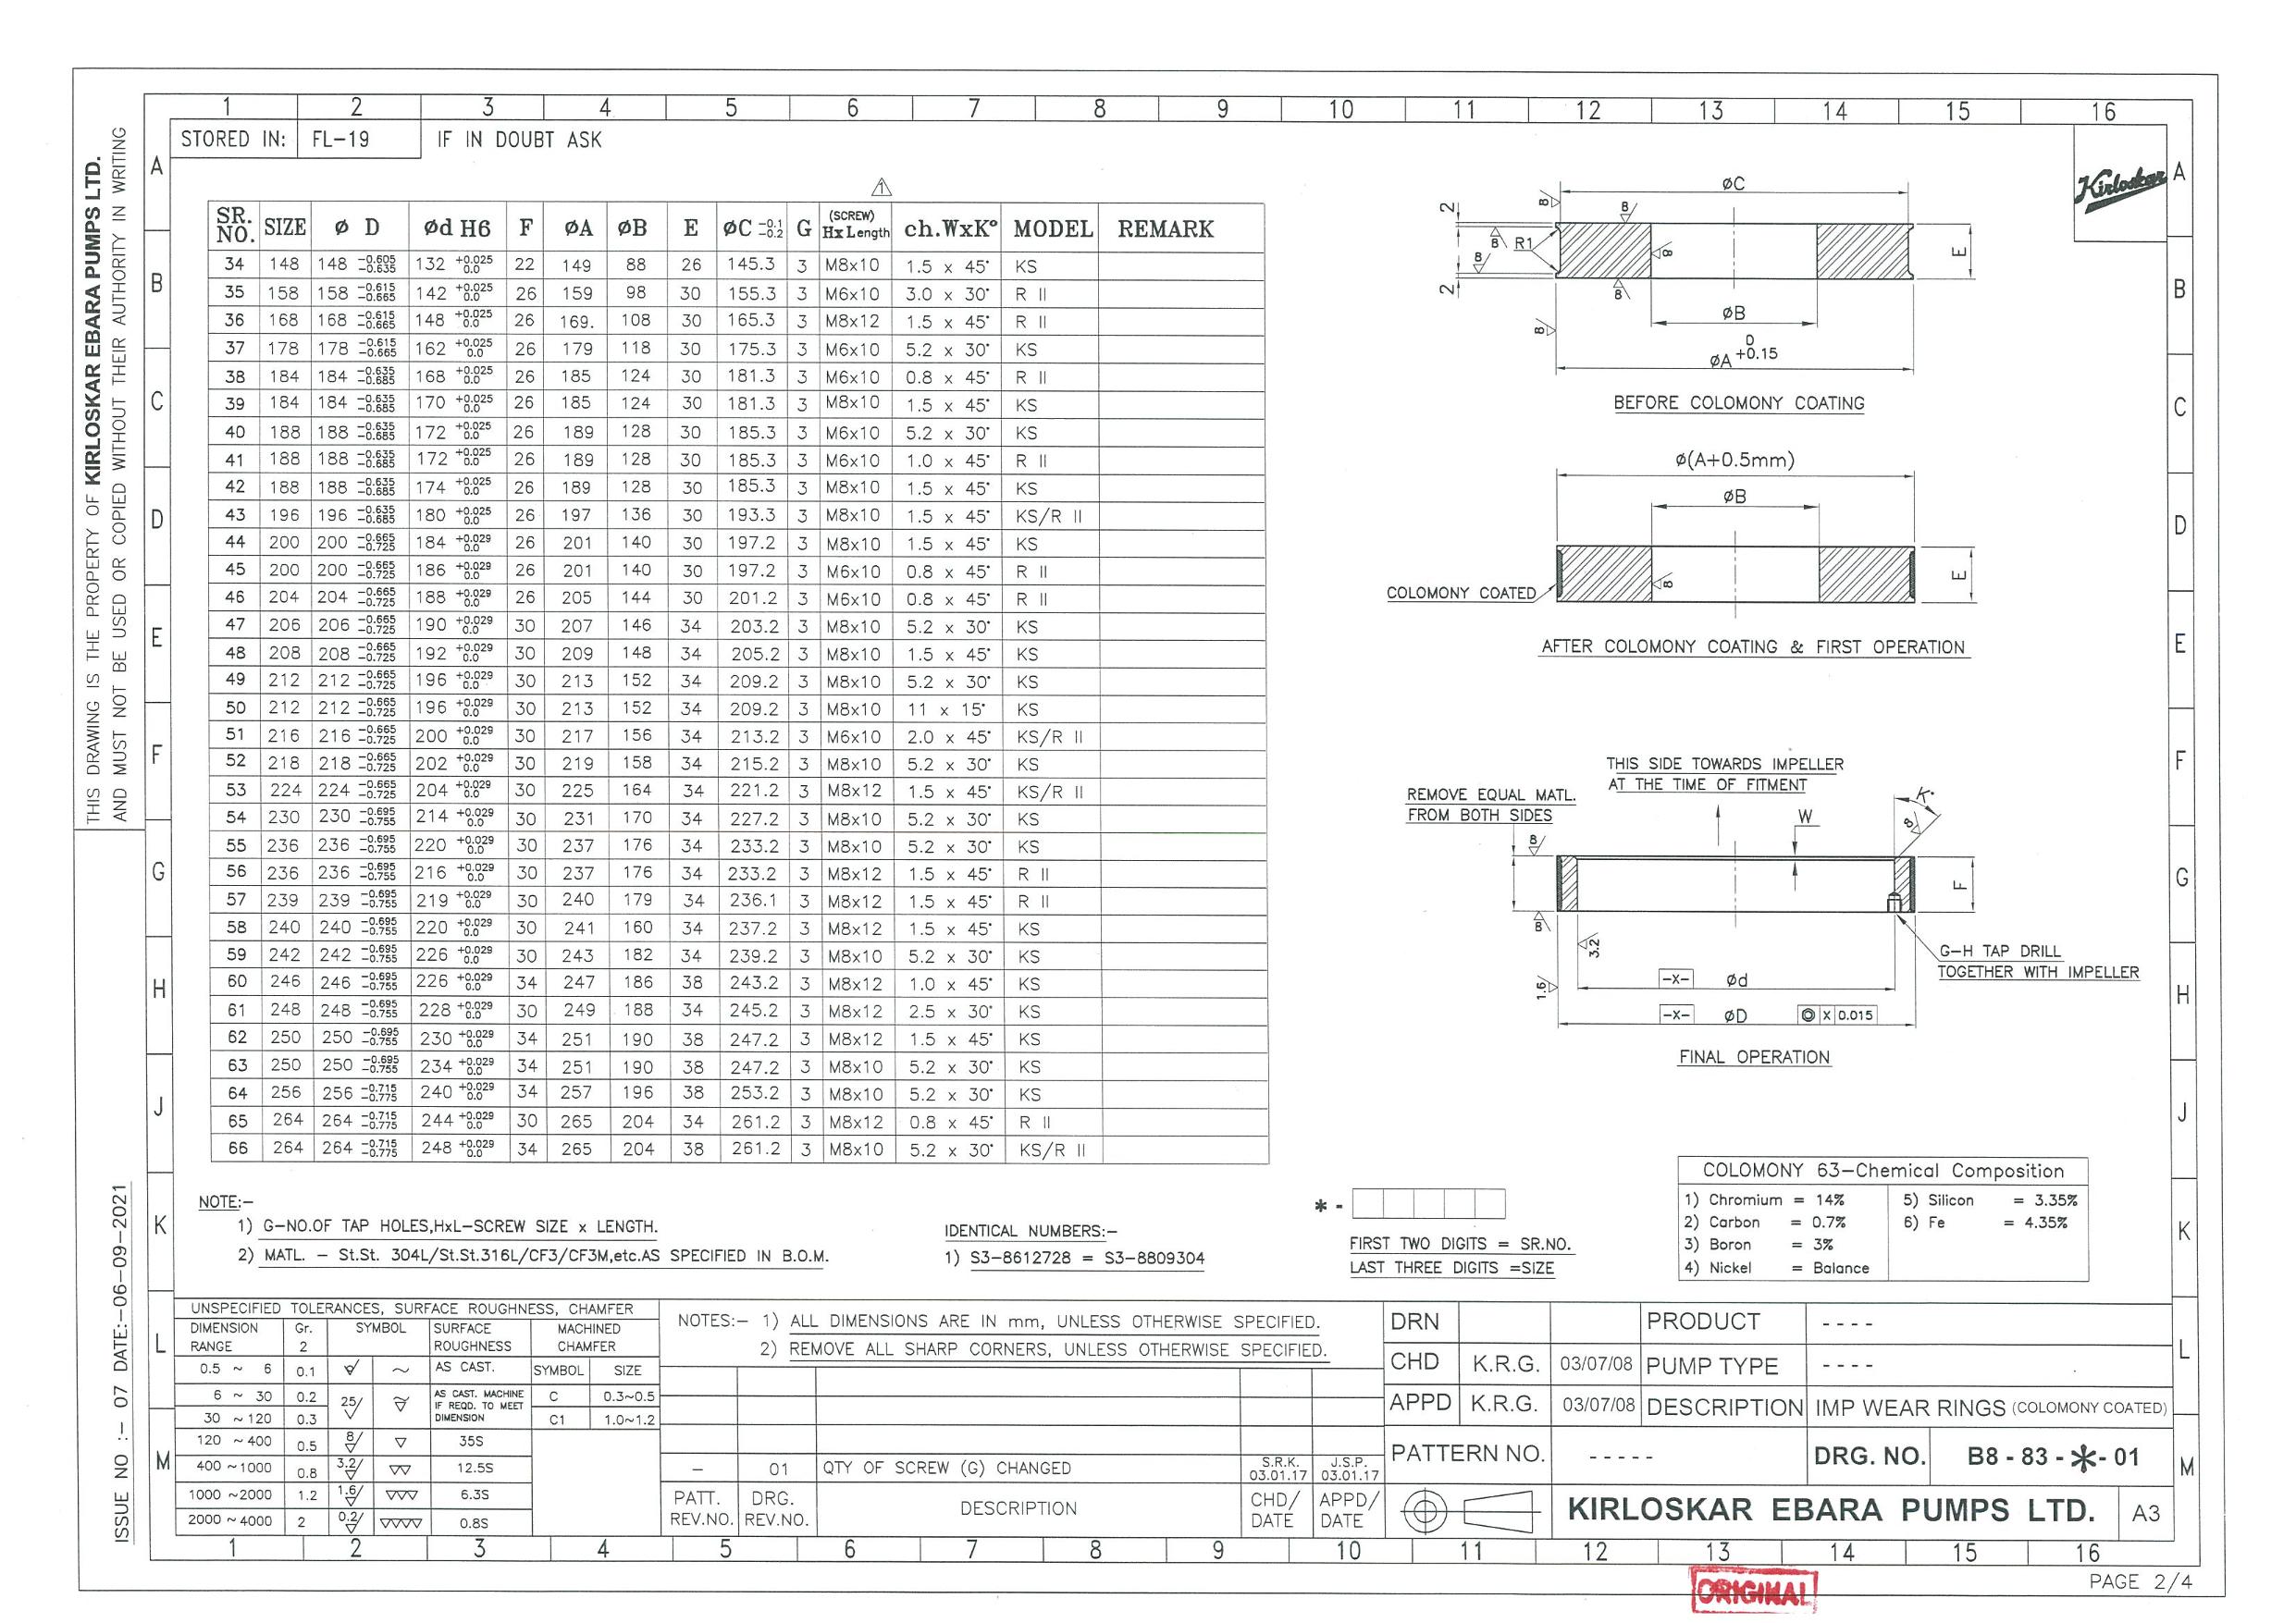 1 2 3 4 5 6 7 8 9 10 11 12 13 14 15 16
STORED IN: FL-19 IF IN DOUBT ASK
Kirloskar
THIS DRAWING IS THE PROPERTY OF KIRLOSKAR EBARA PUMPS LTD.
AND MUST NOT BE USED OR COPIED WITHOUT THEIR AUTHORITY IN WRITING
ISSUE NO :- 07 DATE:-06-09-2021
A B C D E F G H J K L M
1
SR. NO. SIZE ø D ød H6 F øA øB E øC -0.1 -0.2 G (SCREW) HxLength ch.WxK° MODEL REMARK
34 148 148 -0.605 -0.635 132 +0.025 0.0 22 149 88 26 145.3 3 M8x10 1.5 x 45° KS
35 158 158 -0.615 -0.665 142 +0.025 0.0 26 159 98 30 155.3 3 M6x10 3.0 x 30° R II
36 168 168 -0.615 -0.665 148 +0.025 0.0 26 169. 108 30 165.3 3 M8x12 1.5 x 45° R II
37 178 178 -0.615 -0.665 162 +0.025 0.0 26 179 118 30 175.3 3 M6x10 5.2 x 30° KS
38 184 184 -0.635 -0.685 168 +0.025 0.0 26 185 124 30 181.3 3 M6x10 0.8 x 45° R II
39 184 184 -0.635 -0.685 170 +0.025 0.0 26 185 124 30 181.3 3 M8x10 1.5 x 45° KS
40 188 188 -0.635 -0.685 172 +0.025 0.0 26 189 128 30 185.3 3 M6x10 5.2 x 30° KS
41 188 188 -0.635 -0.685 172 +0.025 0.0 26 189 128 30 185.3 3 M6x10 1.0 x 45° R II
42 188 188 -0.635 -0.685 174 +0.025 0.0 26 189 128 30 185.3 3 M8x10 1.5 x 45° KS
43 196 196 -0.635 -0.685 180 +0.025 0.0 26 197 136 30 193.3 3 M8x10 1.5 x 45° KS/R II
44 200 200 -0.665 -0.725 184 +0.029 0.0 26 201 140 30 197.2 3 M8x10 1.5 x 45° KS
45 200 200 -0.665 -0.725 186 +0.029 0.0 26 201 140 30 197.2 3 M6x10 0.8 x 45° R II
46 204 204 -0.665 -0.725 188 +0.029 0.0 26 205 144 30 201.2 3 M6x10 0.8 x 45° R II
47 206 206 -0.665 -0.725 190 +0.029 0.0 30 207 146 34 203.2 3 M8x10 5.2 x 30° KS
48 208 208 -0.665 -0.725 192 +0.029 0.0 30 209 148 34 205.2 3 M8x10 1.5 x 45° KS
49 212 212 -0.665 -0.725 196 +0.029 0.0 30 213 152 34 209.2 3 M8x10 5.2 x 30° KS
50 212 212 -0.665 -0.725 196 +0.029 0.0 30 213 152 34 209.2 3 M8x10 11 x 15° KS
51 216 216 -0.665 -0.725 200 +0.029 0.0 30 217 156 34 213.2 3 M6x10 2.0 x 45° KS/R II
52 218 218 -0.665 -0.725 202 +0.029 0.0 30 219 158 34 215.2 3 M8x10 5.2 x 30° KS
53 224 224 -0.665 -0.725 204 +0.029 0.0 30 225 164 34 221.2 3 M8x12 1.5 x 45° KS/R II
54 230 230 -0.695 -0.755 214 +0.029 0.0 30 231 170 34 227.2 3 M8x10 5.2 x 30° KS
55 236 236 -0.695 -0.755 220 +0.029 0.0 30 237 176 34 233.2 3 M8x10 5.2 x 30° KS
56 236 236 -0.695 -0.755 216 +0.029 0.0 30 237 176 34 233.2 3 M8x12 1.5 x 45° R II
57 239 239 -0.695 -0.755 219 +0.029 0.0 30 240 179 34 236.1 3 M8x12 1.5 x 45° R II
58 240 240 -0.695 -0.755 220 +0.029 0.0 30 241 160 34 237.2 3 M8x12 1.5 x 45° KS
59 242 242 -0.695 -0.755 226 +0.029 0.0 30 243 182 34 239.2 3 M8x10 5.2 x 30° KS
60 246 246 -0.695 -0.755 226 +0.029 0.0 34 247 186 38 243.2 3 M8x12 1.0 x 45° KS
61 248 248 -0.695 -0.755 228 +0.029 0.0 30 249 188 34 245.2 3 M8x12 2.5 x 30° KS
62 250 250 -0.695 -0.755 230 +0.029 0.0 34 251 190 38 247.2 3 M8x12 1.5 x 45° KS
63 250 250 -0.695 -0.755 234 +0.029 0.0 34 251 190 38 247.2 3 M8x10 5.2 x 30° KS
64 256 256 -0.715 -0.775 240 +0.029 0.0 34 257 196 38 253.2 3 M8x10 5.2 x 30° KS
65 264 264 -0.715 -0.775 244 +0.029 0.0 30 265 204 34 261.2 3 M8x12 0.8 x 45° R II
66 264 264 -0.715 -0.775 248 +0.029 0.0 34 265 204 38 261.2 3 M8x10 5.2 x 30° KS/R II
øC
2 8 8
8 R1 8 E
8
2 8
øB
8
D
øA +0.15
BEFORE COLOMONY COATING
ø(A+0.5mm)
øB
8 E
COLOMONY COATED
AFTER COLOMONY COATING & FIRST OPERATION
THIS SIDE TOWARDS IMPELLER
AT THE TIME OF FITMENT
REMOVE EQUAL MATL.
FROM BOTH SIDES
W K° 8
8
F
8
3.2
G-H TAP DRILL
TOGETHER WITH IMPELLER
1.6
-X- ød
-X- øD ◎ X 0.015
FINAL OPERATION
COLOMONY 63-Chemical Composition
1) Chromium = 14% 5) Silicon = 3.35%
2) Carbon = 0.7% 6) Fe = 4.35%
3) Boron = 3%
4) Nickel = Balance
NOTE:-
1) G-NO.OF TAP HOLES,HxL-SCREW SIZE x LENGTH.
2) MATL. - St.St. 304L/St.St.316L/CF3/CF3M,etc.AS SPECIFIED IN B.O.M.
IDENTICAL NUMBERS:-
1) S3-8612728 = S3-8809304
* -
FIRST TWO DIGITS = SR.NO.
LAST THREE DIGITS =SIZE
UNSPECIFIED TOLERANCES, SURFACE ROUGHNESS, CHAMFER
DIMENSION RANGE Gr. 2 SYMBOL SURFACE ROUGHNESS MACHINED CHAMFER
0.5 ~ 6 0.1 ~ AS CAST. SYMBOL SIZE
6 ~ 30 0.2 25 AS CAST. MACHINE IF REQD. TO MEET DIMENSION C 0.3~0.5
30 ~120 0.3 C1 1.0~1.2
120 ~400 0.5 8 35S
400 ~1000 0.8 3.2 12.5S
1000 ~2000 1.2 1.6 6.3S
2000 ~ 4000 2 0.2 0.8S
NOTES:- 1) ALL DIMENSIONS ARE IN mm, UNLESS OTHERWISE SPECIFIED.
2) REMOVE ALL SHARP CORNERS, UNLESS OTHERWISE SPECIFIED.
- 01 QTY OF SCREW (G) CHANGED S.R.K. 03.01.17 J.S.P. 03.01.17
PATT. REV.NO. DRG. REV.NO. DESCRIPTION CHD/ DATE APPD/ DATE
DRN PRODUCT ----
CHD K.R.G. 03/07/08 PUMP TYPE ----
APPD K.R.G. 03/07/08 DESCRIPTION IMP WEAR RINGS (COLOMONY COATED)
PATTERN NO. ----- DRG. NO. B8 - 83 - * - 01
KIRLOSKAR EBARA PUMPS LTD. A3
A B C D E F G H J K L M
1 2 3 4 5 6 7 8 9 10 11 12 13 14 15 16
ORIGINAL
PAGE 2/4